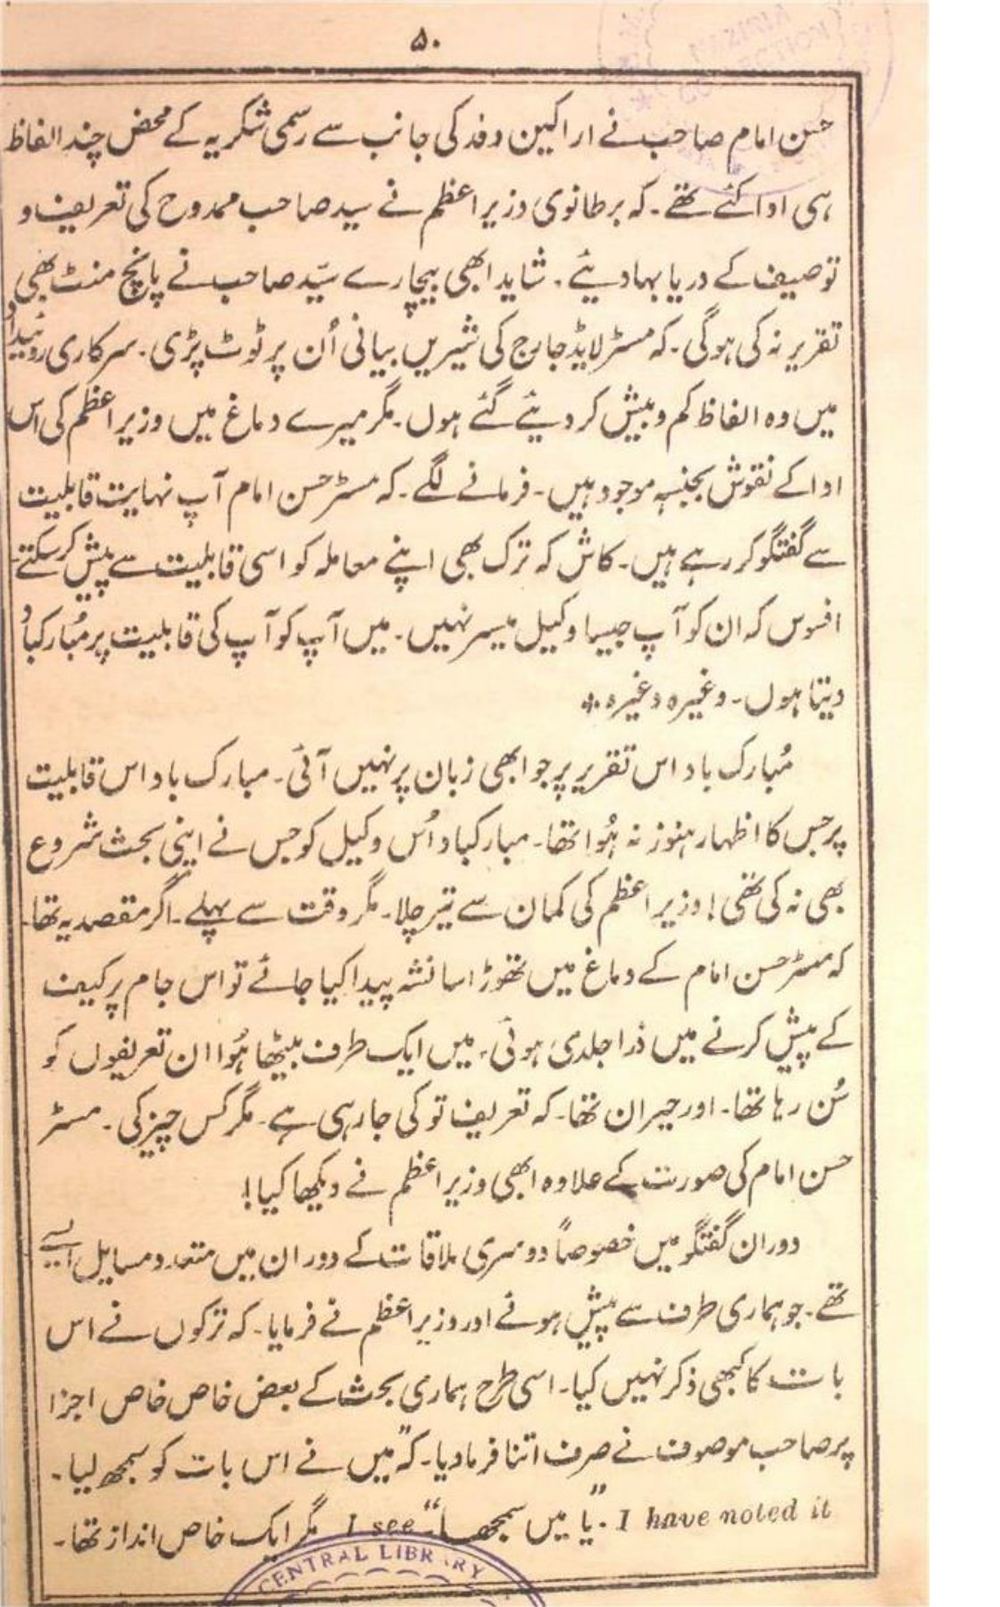 ۵۰
حسن امام صاحب نے اراکین وفد کی جانب سے رسمی شکریہ کے محض چند الفاظ
ہی ادا کئے تھے۔ کہ برطانوی وزیر اعظم نے سید صاحب ممدوح کی تعریف و
توصیف کے دریا بہا دیئے۔ شاید ابھی بیچارے سیّد صاحب نے پانچ منٹ بھی
تقریر نہ کی ہوگی۔ کہ مسٹر لایڈ جارج کی شیریں بیانی اُن پر ٹوٹ پڑی۔ سرکاری روئیداد
میں وہ الفاظ کم و بیش کر دیئے گئے ہوں۔ مگر میرے دماغ میں وزیر اعظم کی اس
ادا کے نقوش بجنسہٖ موجود ہیں۔ فرمانے لگے۔ کہ مسٹر حسن امام آپ نہایت قابلیت
سے گفتگو کر رہے ہیں۔ کاش کہ ترک بھی اپنے معاملہ کو اسی قابلیت سے پیش کر سکتے
افسوس کہ ان کو آپ جیسا وکیل میسر نہیں۔ میں آپ کو آپ کی قابلیت پر مُبارکباد
دیتا ہوں۔ وغیرہ وغیرہ ٭
مُبارک باد اس تقریر پر جو ابھی زبان پر نہیں آئی۔ مبارک باد اس قابلیت
پر جس کا اظہار ہنوز نہ ہُوا تھا۔ مبارکباد اُس وکیل کو جس نے اپنی بحث شروع
بھی نہ کی تھی! وزیر اعظم کی کمان سے تیر چلا۔ مگر وقت سے پہلے۔ اگر مقصد یہ تھا۔
کہ مسٹر حسن امام کے دماغ میں تھوڑا سا نشہ پیدا کیا جائے تو اس جام پر کیف
کے پیش کرنے میں ذرا جلدی ہوئی۔ میں ایک طرف بیٹھا ہُوا ان تعریفوں کو
سُن رہا تھا۔ اور حیران تھا۔ کہ تعریف تو کی جا رہی ہے۔ مگر کس چیز کی۔ مسٹر
حسن امام کی صورت کے علاوہ ابھی وزیر اعظم نے دیکھا کیا!
دوران گفتگو میں خصوصاً دوسری ملاقات کے دوران میں متعدد مسایل ایسے
تھے۔ جو ہماری طرف سے پیش ہوئے اور وزیر اعظم نے فرمایا۔ کہ ترکوں نے اس
بات کا کبھی ذکر نہیں کیا۔ اسی طرح ہماری بحث کے بعض خاص خاص اجزا
پر صاحب موصوف نے صرف اتنا فرما دیا۔ کہ "میں نے اس بات کو سمجھ لیا۔
I have noted it۔ یا "میں سمجھا" I see مگر ایک خاص انداز تھا۔
CENTRAL LIBRARY